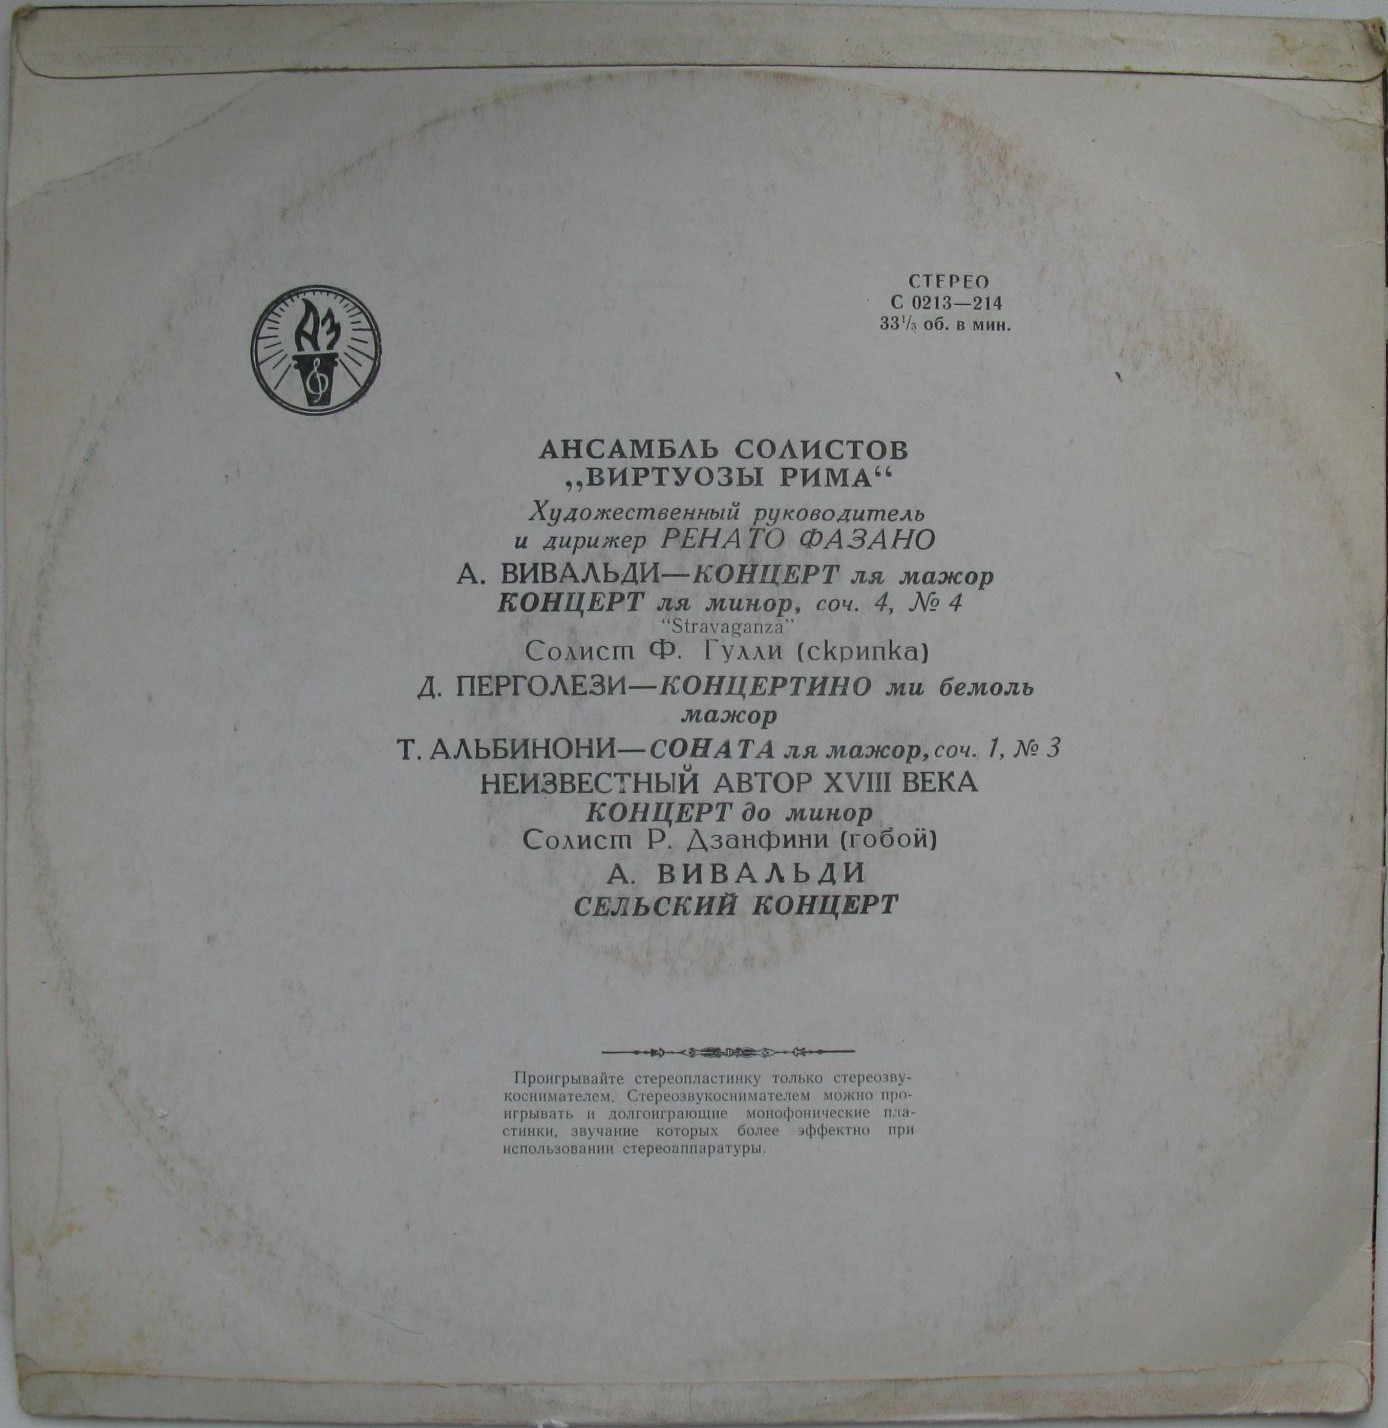 АЗ
СТЕРЕО
С 0213—214
33⅓ об. в мин.
АНСАМБЛЬ СОЛИСТОВ
„ВИРТУОЗЫ РИМА“
Художественный руководитель
и дирижер РЕНАТО ФАЗАНО
А. ВИВАЛЬДИ—КОНЦЕРТ ля мажор
КОНЦЕРТ ля минор, соч. 4, № 4
“Stravaganza”
Солист Ф. Гулли (скрипка)
Д. ПЕРГОЛЕЗИ—КОНЦЕРТИНО ми бемоль
мажор
Т. АЛЬБИНОНИ—СОНАТА ля мажор, соч. 1, № 3
НЕИЗВЕСТНЫЙ АВТОР XVIII ВЕКА
КОНЦЕРТ до минор
Солист Р. Дзанфини (гобой)
А. ВИВАЛЬДИ
СЕЛЬСКИЙ КОНЦЕРТ
Проигрывайте стереопластинку только стереозву-
коснимателем. Стереозвукоснимателем можно про-
игрывать и долгоиграющие монофонические пла-
стинки, звучание которых более эффектно при
использовании стереоаппаратуры.